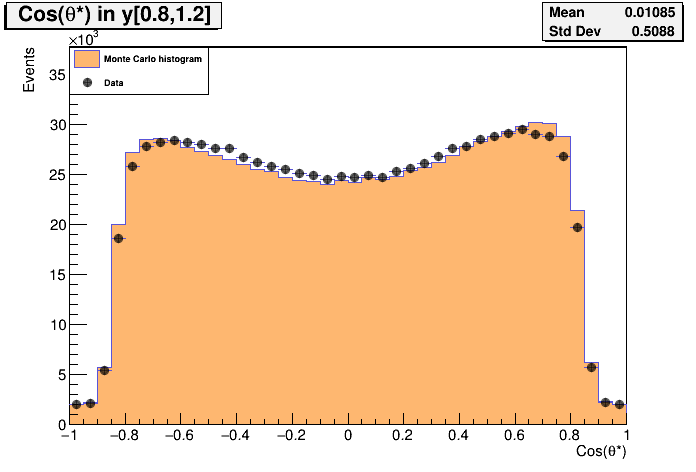 Cos(θ*) in y[0.8,1.2]
Mean 0.01085
Std Dev 0.5088
×10³
Events
Monte Carlo histogram
Data
35
30
25
20
15
10
5
0
−1 −0.8 −0.6 −0.4 −0.2 0 0.2 0.4 0.6 0.8 1
Cos(θ*)